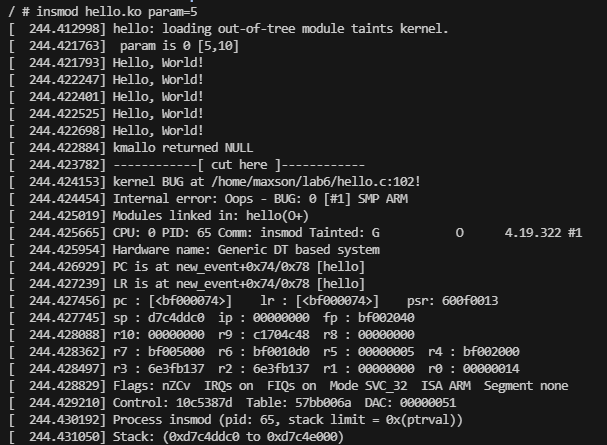 / # insmod hello.ko param=5
[  244.412998] hello: loading out-of-tree module taints kernel.
[  244.421763]  param is 0 [5,10]
[  244.421793] Hello, World!
[  244.422247] Hello, World!
[  244.422401] Hello, World!
[  244.422525] Hello, World!
[  244.422698] Hello, World!
[  244.422884] kmallo returned NULL
[  244.423782] ------------[ cut here ]------------
[  244.424153] kernel BUG at /home/maxson/lab6/hello.c:102!
[  244.424454] Internal error: Oops - BUG: 0 [#1] SMP ARM
[  244.425019] Modules linked in: hello(O+)
[  244.425665] CPU: 0 PID: 65 Comm: insmod Tainted: G           O      4.19.322 #1
[  244.425954] Hardware name: Generic DT based system
[  244.426929] PC is at new_event+0x74/0x78 [hello]
[  244.427239] LR is at new_event+0x74/0x78 [hello]
[  244.427456] pc : [<bf000074>]    lr : [<bf000074>]    psr: 600f0013
[  244.427745] sp : d7c4ddc0  ip : 00000000  fp : bf002040
[  244.428088] r10: 00000000  r9 : c1704c48  r8 : 00000000
[  244.428362] r7 : bf005000  r6 : bf0010d0  r5 : 00000005  r4 : bf002000
[  244.428497] r3 : 6e3fb137  r2 : 6e3fb137  r1 : 00000000  r0 : 00000014
[  244.428829] Flags: nZCv  IRQs on  FIQs on  Mode SVC_32  ISA ARM  Segment none
[  244.429210] Control: 10c5387d  Table: 57bb006a  DAC: 00000051
[  244.430192] Process insmod (pid: 65, stack limit = 0x(ptrval))
[  244.431050] Stack: (0xd7c4ddc0 to 0xd7c4e000)